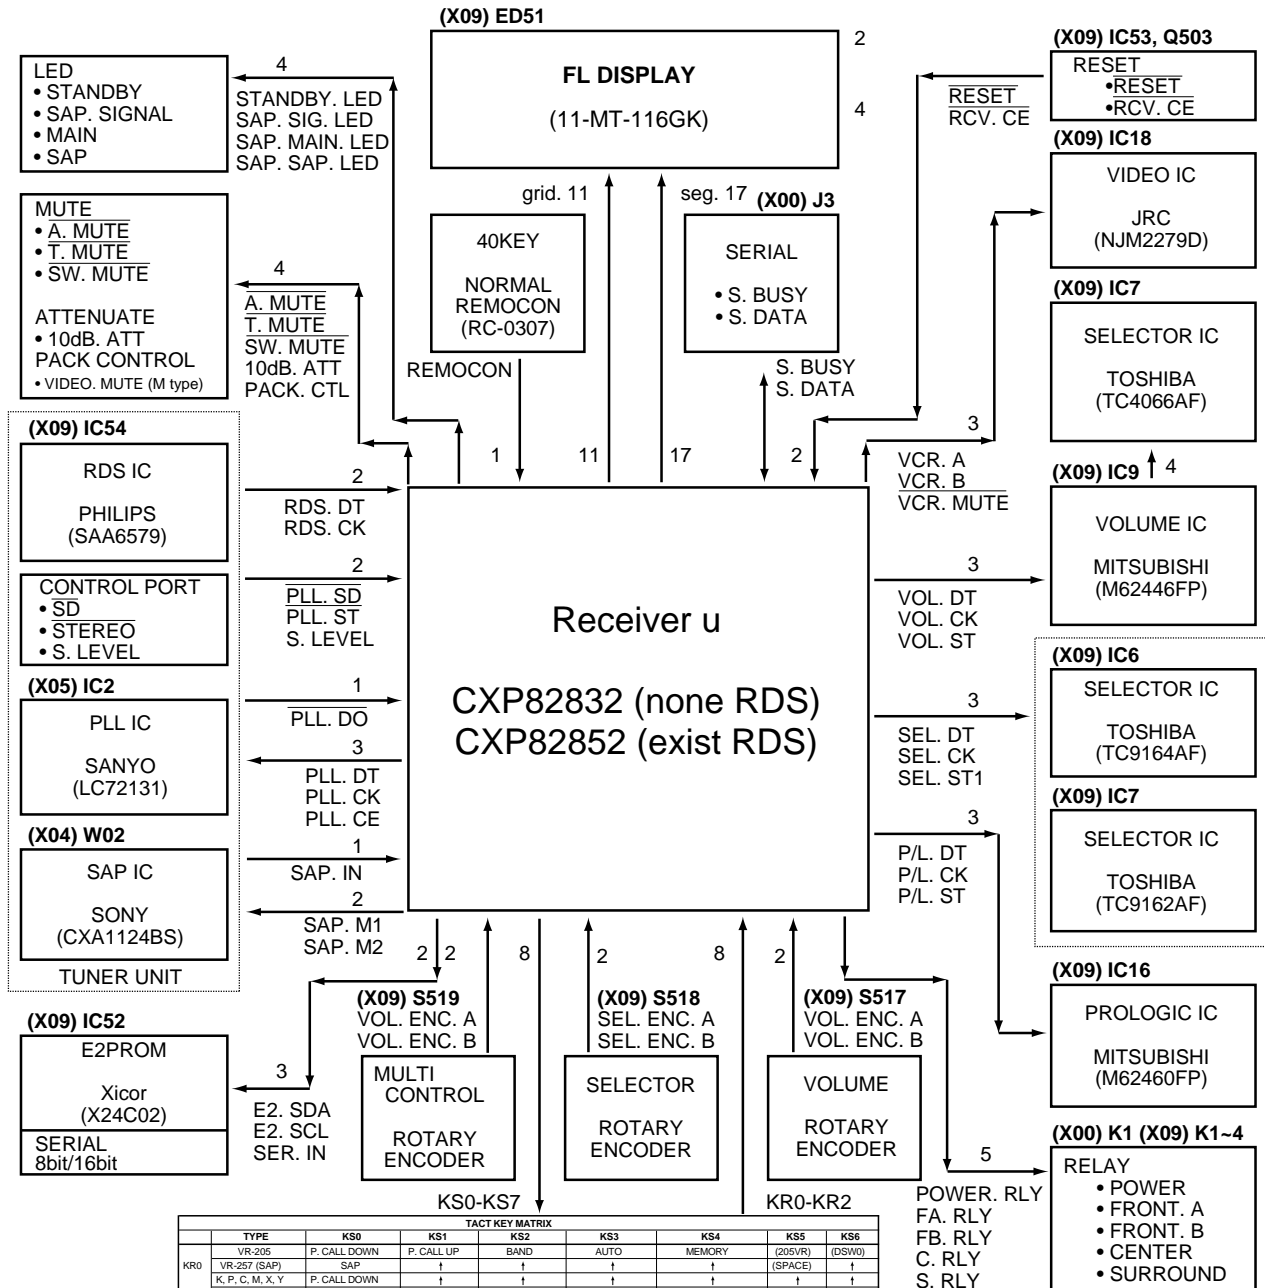 (X09) ED51
FL DISPLAY
(11-MT-116GK)
2
4
grid. 11
seg. 17
LED
• STANDBY
• SAP. SIGNAL
• MAIN
• SAP
4
STANDBY. LED
SAP. SIG. LED
SAP. MAIN. LED
SAP. SAP. LED
MUTE
• A. MUTE
• T. MUTE
• SW. MUTE
ATTENUATE
• 10dB. ATT
PACK CONTROL
• VIDEO. MUTE (M type)
4
A. MUTE
T. MUTE
SW. MUTE
10dB. ATT
PACK. CTL
40KEY
NORMAL
REMOCON
(RC-0307)
REMOCON
1
11
17
(X00) J3
SERIAL
• S. BUSY
• S. DATA
S. BUSY
S. DATA
2
(X09) IC53, Q503
RESET
•RESET
•RCV. CE
RESET
RCV. CE
(X09) IC18
VIDEO IC
JRC
(NJM2279D)
3
VCR. A
VCR. B
VCR. MUTE
(X09) IC7
SELECTOR IC
TOSHIBA
(TC4066AF)
4
(X09) IC9
VOLUME IC
MITSUBISHI
(M62446FP)
3
VOL. DT
VOL. CK
VOL. ST
(X09) IC54
RDS IC
PHILIPS
(SAA6579)
2
RDS. DT
RDS. CK
CONTROL PORT
• SD
• STEREO
• S. LEVEL
2
PLL. SD
PLL. ST
S. LEVEL
(X05) IC2
PLL IC
SANYO
(LC72131)
1
PLL. DO
3
PLL. DT
PLL. CK
PLL. CE
(X04) W02
SAP IC
SONY
(CXA1124BS)
TUNER UNIT
1
SAP. IN
2
SAP. M1
SAP. M2
Receiver u
CXP82832 (none RDS)
CXP82852 (exist RDS)
(X09) IC6
SELECTOR IC
TOSHIBA
(TC9164AF)
3
SEL. DT
SEL. CK
SEL. ST1
(X09) IC7
SELECTOR IC
TOSHIBA
(TC9162AF)
3
P/L. DT
P/L. CK
P/L. ST
(X09) IC16
PROLOGIC IC
MITSUBISHI
(M62460FP)
(X09) IC52
E2PROM
Xicor
(X24C02)
SERIAL
8bit/16bit
3
E2. SDA
E2. SCL
SER. IN
2
2
8
2
8
2
(X09) S519
VOL. ENC. A
VOL. ENC. B
MULTI
CONTROL
ROTARY
ENCODER
(X09) S518
SEL. ENC. A
SEL. ENC. B
SELECTOR
ROTARY
ENCODER
(X09) S517
VOL. ENC. A
VOL. ENC. B
VOLUME
ROTARY
ENCODER
(X00) K1 (X09) K1~4
RELAY
• POWER
• FRONT. A
• FRONT. B
• CENTER
• SURROUND
5
POWER. RLY
FA. RLY
FB. RLY
C. RLY
S. RLY
KS0-KS7
KR0-KR2
TACT KEY MATRIX
TYPE KS0 KS1 KS2 KS3 KS4 KS5 KS6
KR0 VR-205 P. CALL DOWN P. CALL UP BAND AUTO MEMORY (205VR) (DSW0)
VR-257 (SAP) SAP ↑ ↑ ↑ ↑ (SPACE) ↑
K, P, C, M, X, Y P. CALL DOWN ↑ ↑ ↑ ↑ ↑ ↑